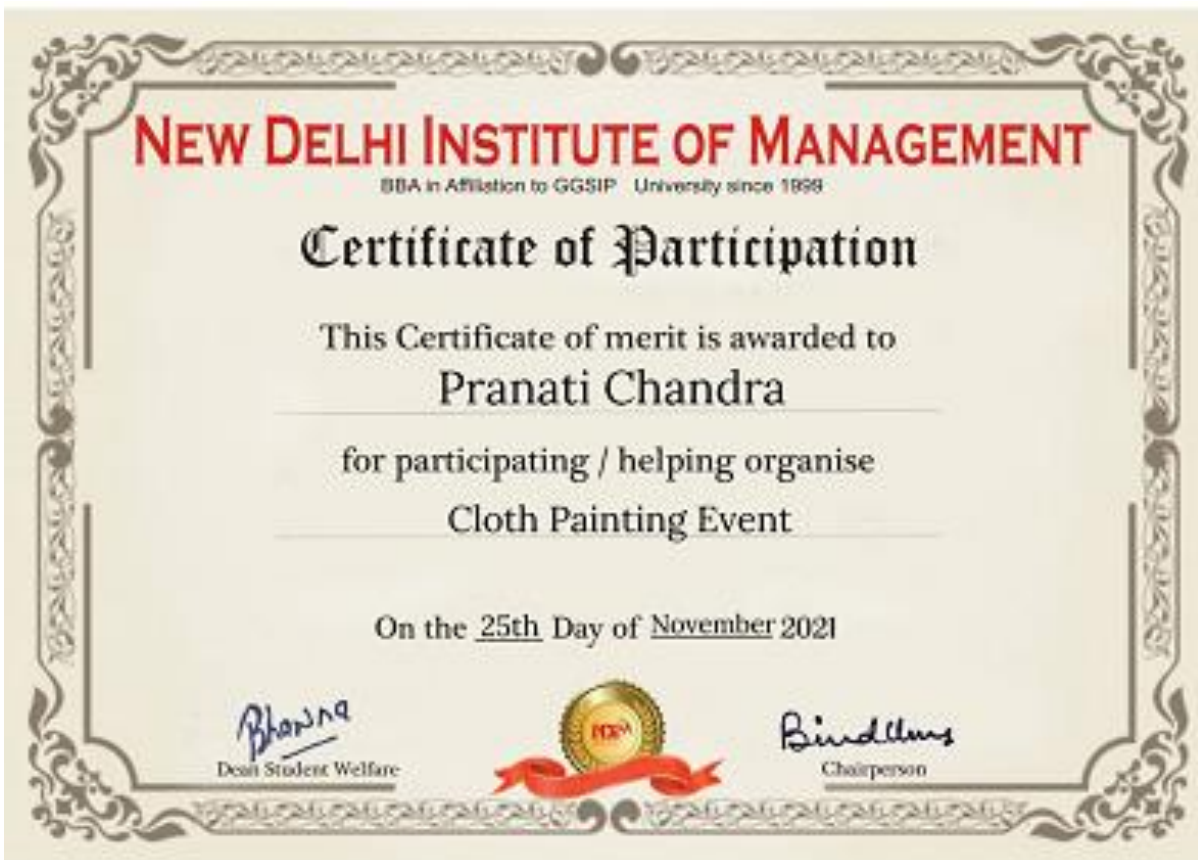 NEW DELHI INSTITUTE OF MANAGEMENT
BBA in Affiliation to GGSIP University since 1999
Certificate of Participation
This Certificate of merit is awarded to
Pranati Chandra
for participating / helping organise
Cloth Painting Event
On the 25th Day of November 2021
Bhawna
Dean Student Welfare
Chairperson